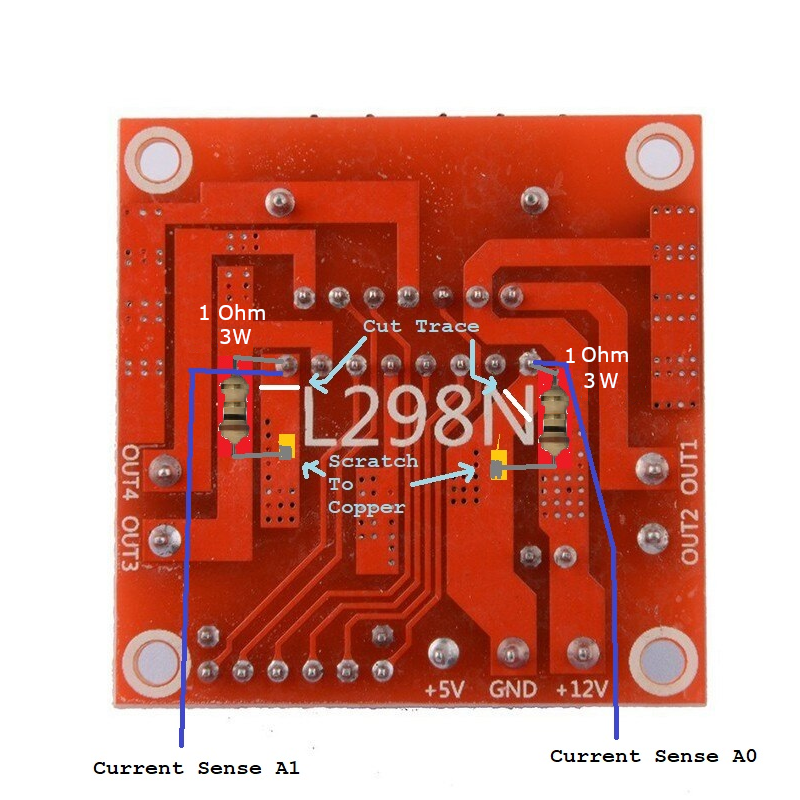 1 Ohm
3W
Cut Trace
1 Ohm
3W
L298N
Scratch
To
Copper
OUT4
OUT3
OUT1
OUT2
+5V
GND
+12V
Current Sense A1
Current Sense A0